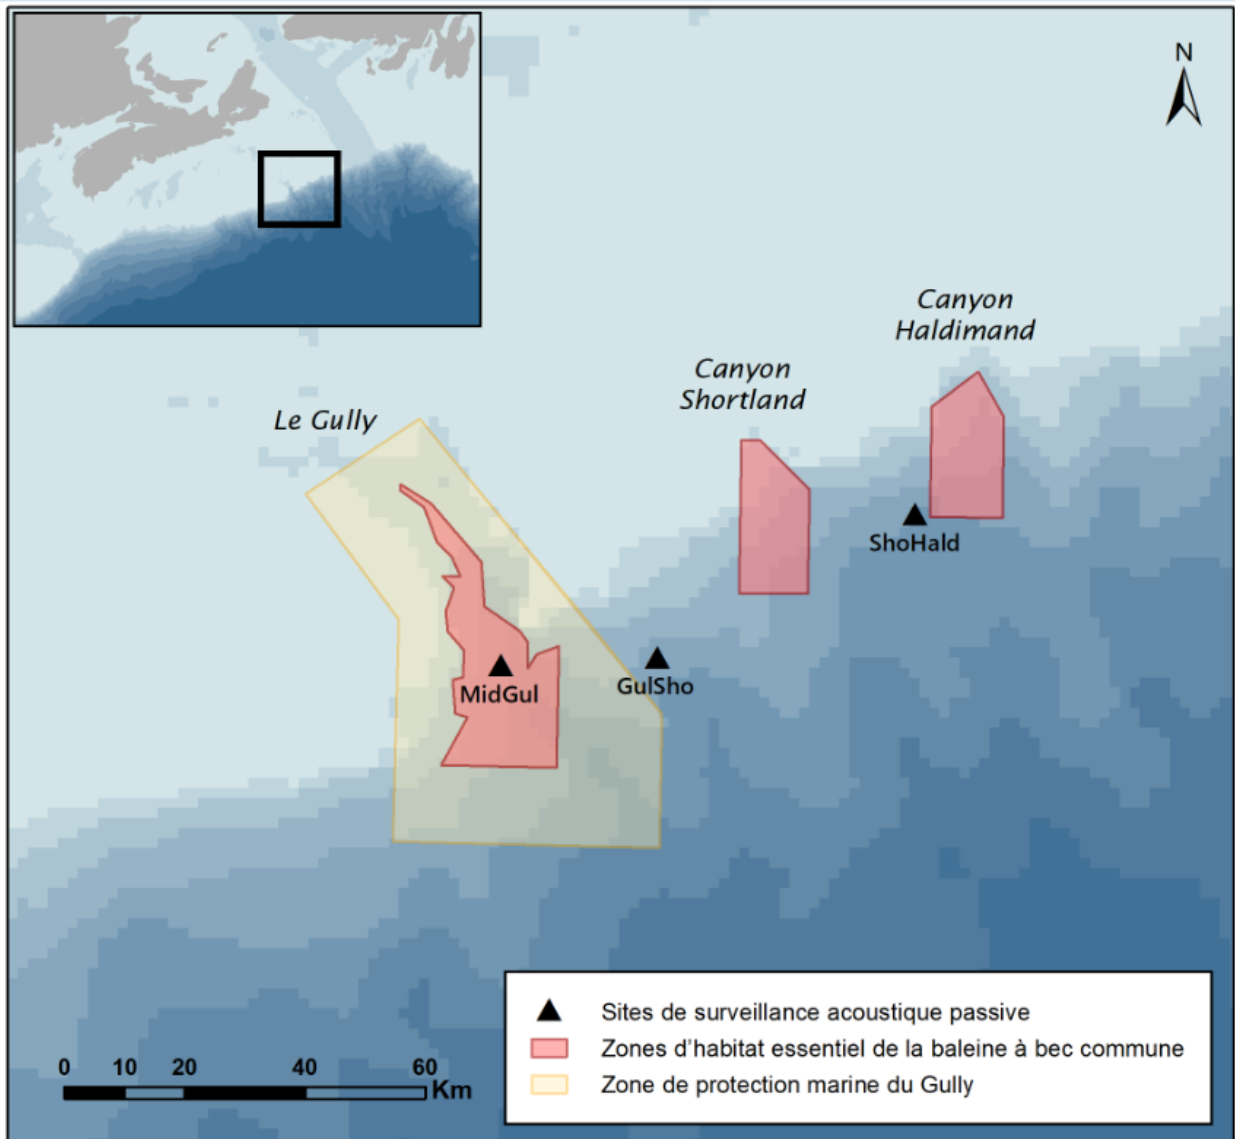 N
Canyon
Haldimand
Canyon
Shortland
Le Gully
ShoHald
GulSho
MidGul
Sites de surveillance acoustique passive
Zones d'habitat essentiel de la baleine à bec commune
Zone de protection marine du Gully
0 10 20 40 60
Km